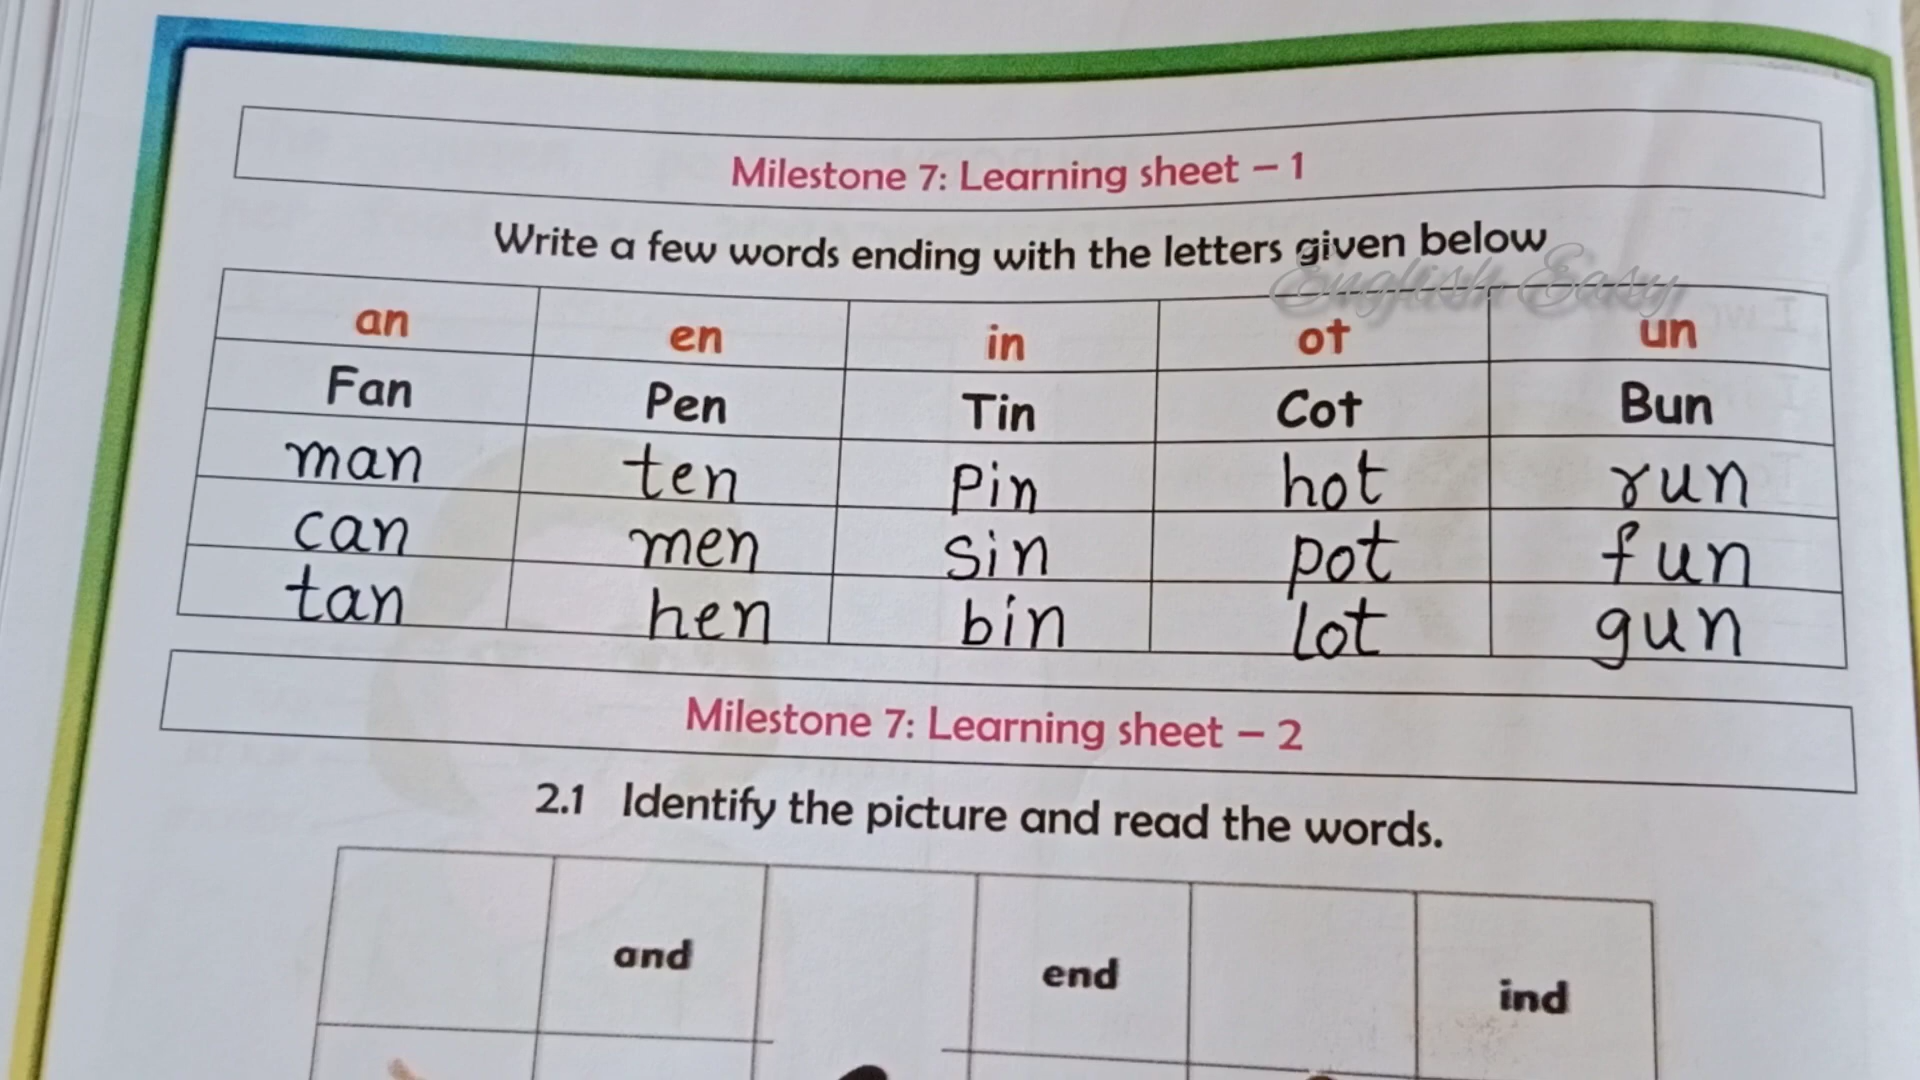 Milestone 7: Learning sheet – 1
Write a few words ending with the letters given below
English Easy
an en in ot un
Fan Pen Tin Cot Bun
man ten Pin hot run
can men sin pot fun
tan hen bin lot gun
Milestone 7: Learning sheet – 2
2.1 Identify the picture and read the words.
and end ind